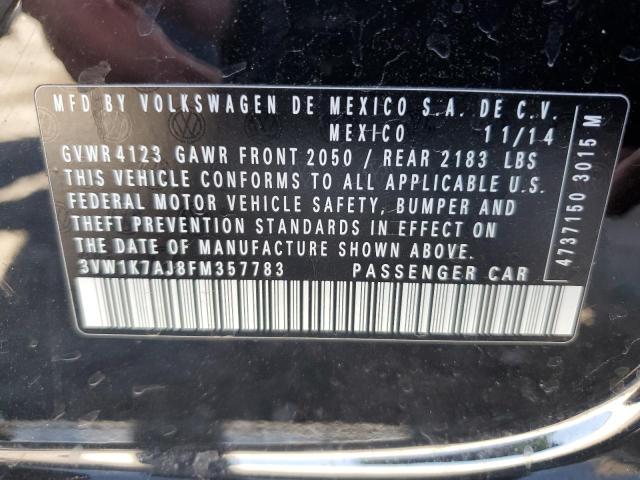 MFD BY VOLKSWAGEN DE MEXICO S.A. DE C.V.
MEXICO 11/14
GVWR 4123 GAWR FRONT 2050 / REAR 2183 LBS
THIS VEHICLE CONFORMS TO ALL APPLICABLE U.S.
FEDERAL MOTOR VEHICLE SAFETY, BUMPER AND
THEFT PREVENTION STANDARDS IN EFFECT ON
THE DATE OF MANUFACTURE SHOWN ABOVE.
3VW1K7AJ8FM357783 PASSENGER CAR
4737150 3015 M